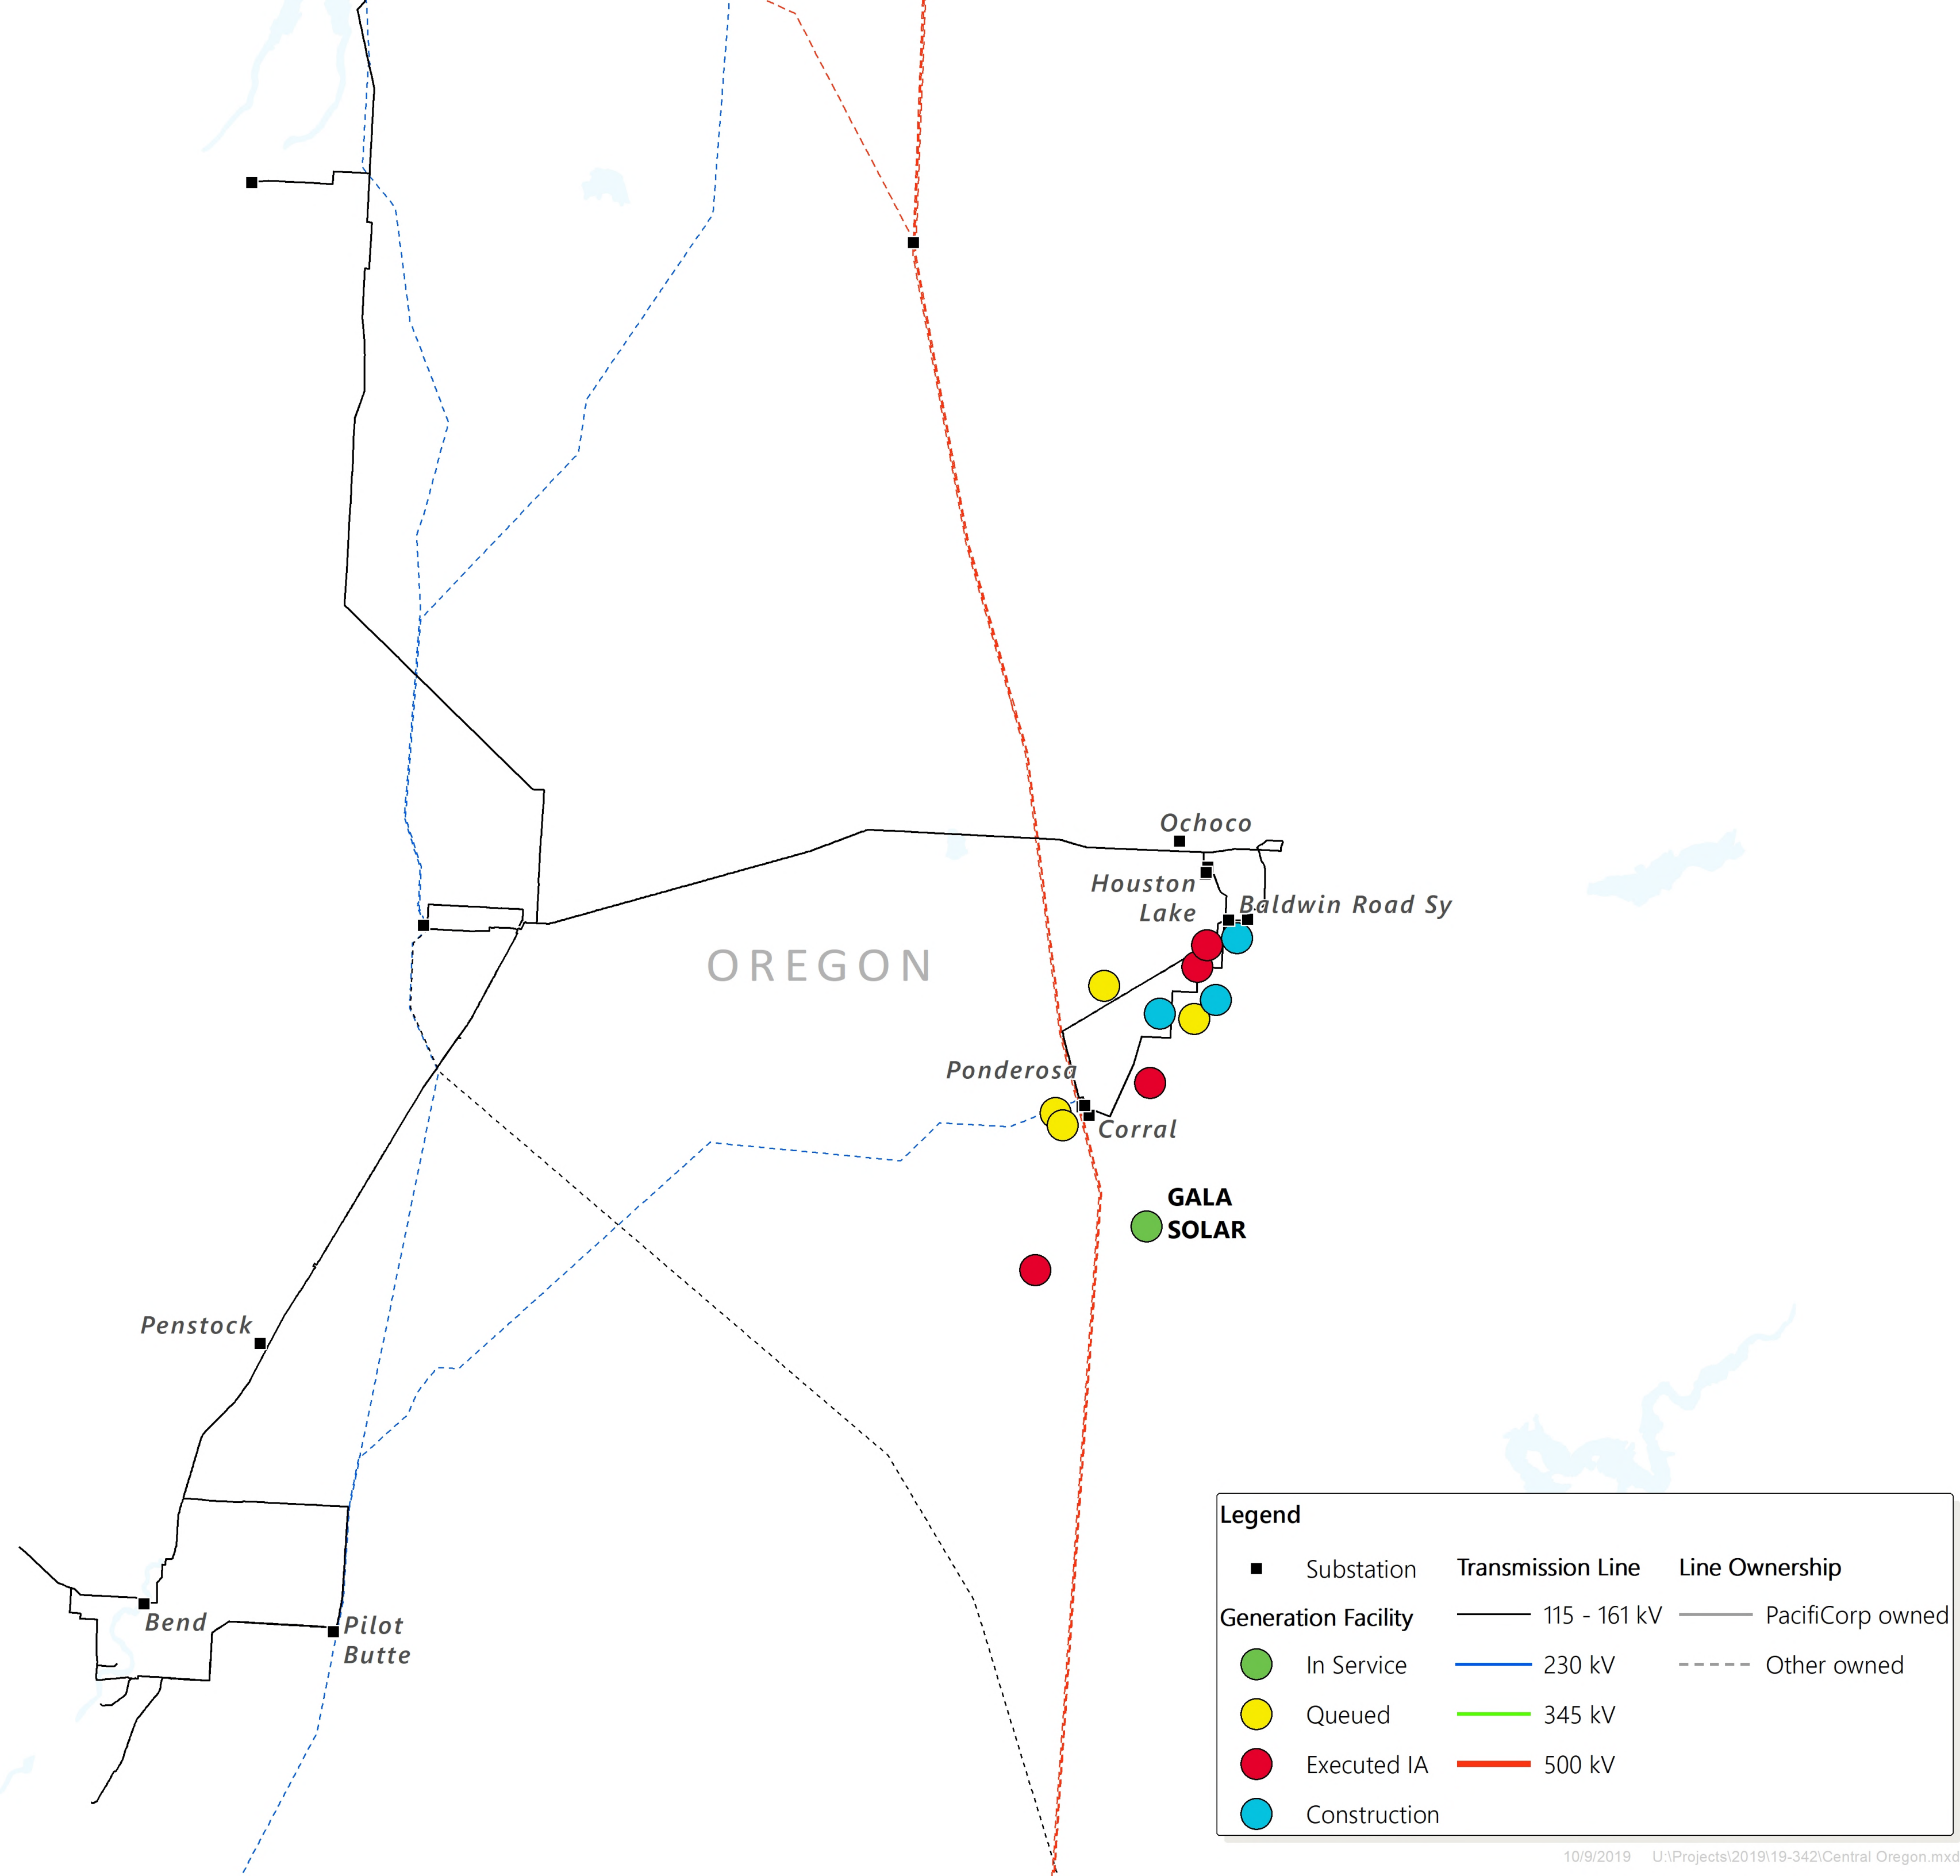 Ochoco
Houston
Lake
Baldwin Road Sy
OREGON
Ponderosa
Corral
GALA
SOLAR
Penstock
Bend
Pilot
Butte
Legend
Substation
Generation Facility
In Service
Queued
Executed IA
Construction
Transmission Line
115 - 161 kV
230 kV
345 kV
500 kV
Line Ownership
PacifiCorp owned
Other owned
10/9/2019 U:\Projects\2019\19-342\Central Oregon.mxd